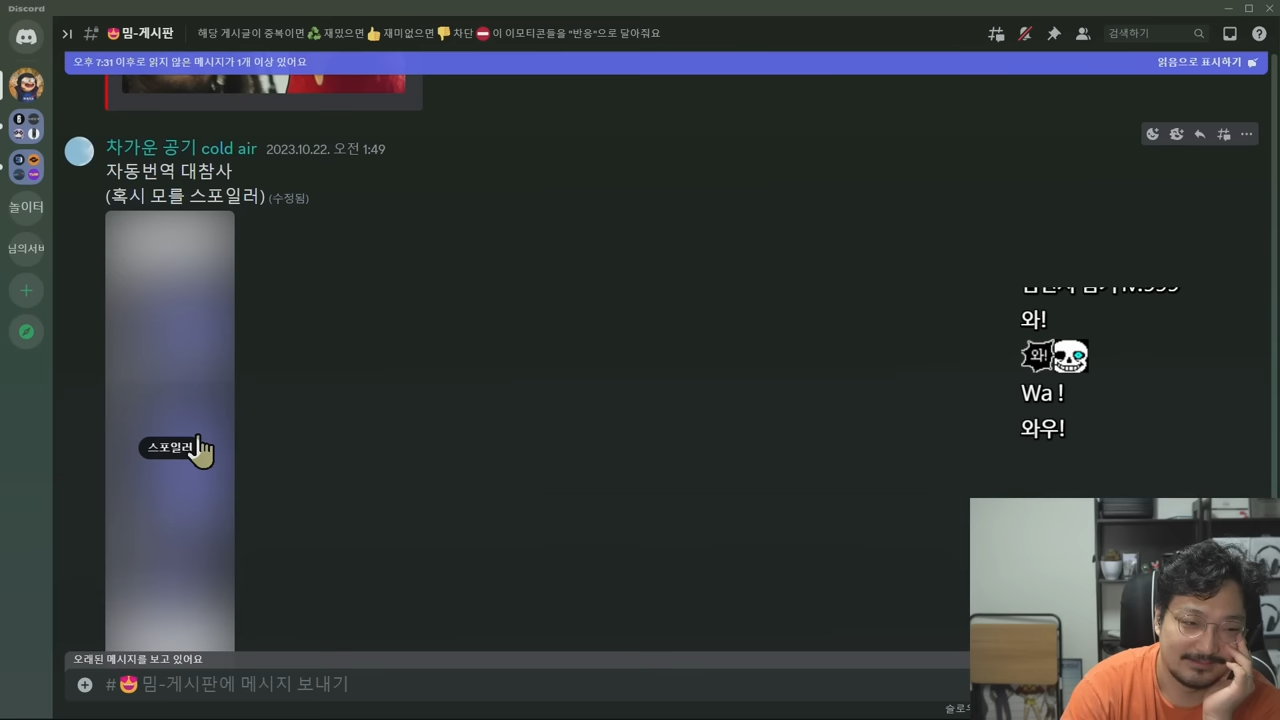 Discord
밈-게시판
해당 게시글이 중복이면 ♻️ 재밌으면 👍 재미없으면 👎 차단 ⛔ 이 이모티콘들을 "반응"으로 달아줘요
검색하기
오후 7:31 이후로 읽지 않은 메시지가 1개 이상 있어요
읽음으로 표시하기
차가운 공기 cold air 2023.10.22. 오전 1:49
자동번역 대참사
(혹시 모를 스포일러) (수정됨)
놀이터
님의서버
와!
와!
Wa !
와우!
스포일러
오래된 메시지를 보고 있어요
#😍밈-게시판에 메시지 보내기